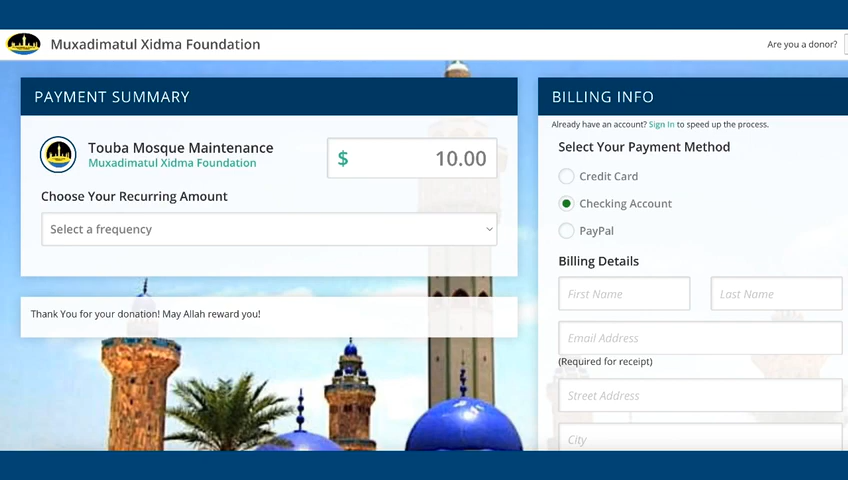 Muxadimatul Xidma Foundation
Are you a donor?
PAYMENT SUMMARY
Touba Mosque Maintenance
Muxadimatul Xidma Foundation
$ 10.00
Choose Your Recurring Amount
Select a frequency
Thank You for your donation! May Allah reward you!
BILLING INFO
Already have an account? Sign In to speed up the process.
Select Your Payment Method
Credit Card
Checking Account
PayPal
Billing Details
First Name
Last Name
Email Address
(Required for receipt)
Street Address
City